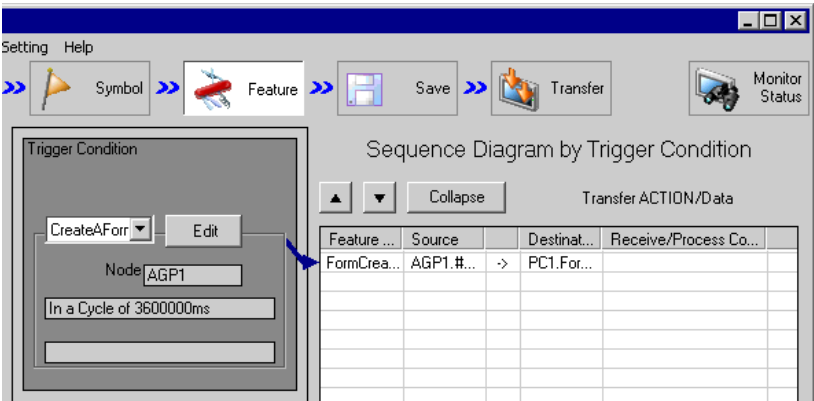 Setting Help
Symbol
Feature
Save
Transfer
Monitor
Status
Trigger Condition
Sequence Diagram by Trigger Condition
Collapse
Transfer ACTION/Data
CreateAForr
Edit
Node
AGP1
In a Cycle of 3600000ms
Feature ... Source Destinat... Receive/Process Co...
FormCrea... AGP1.#... -> PC1.For...